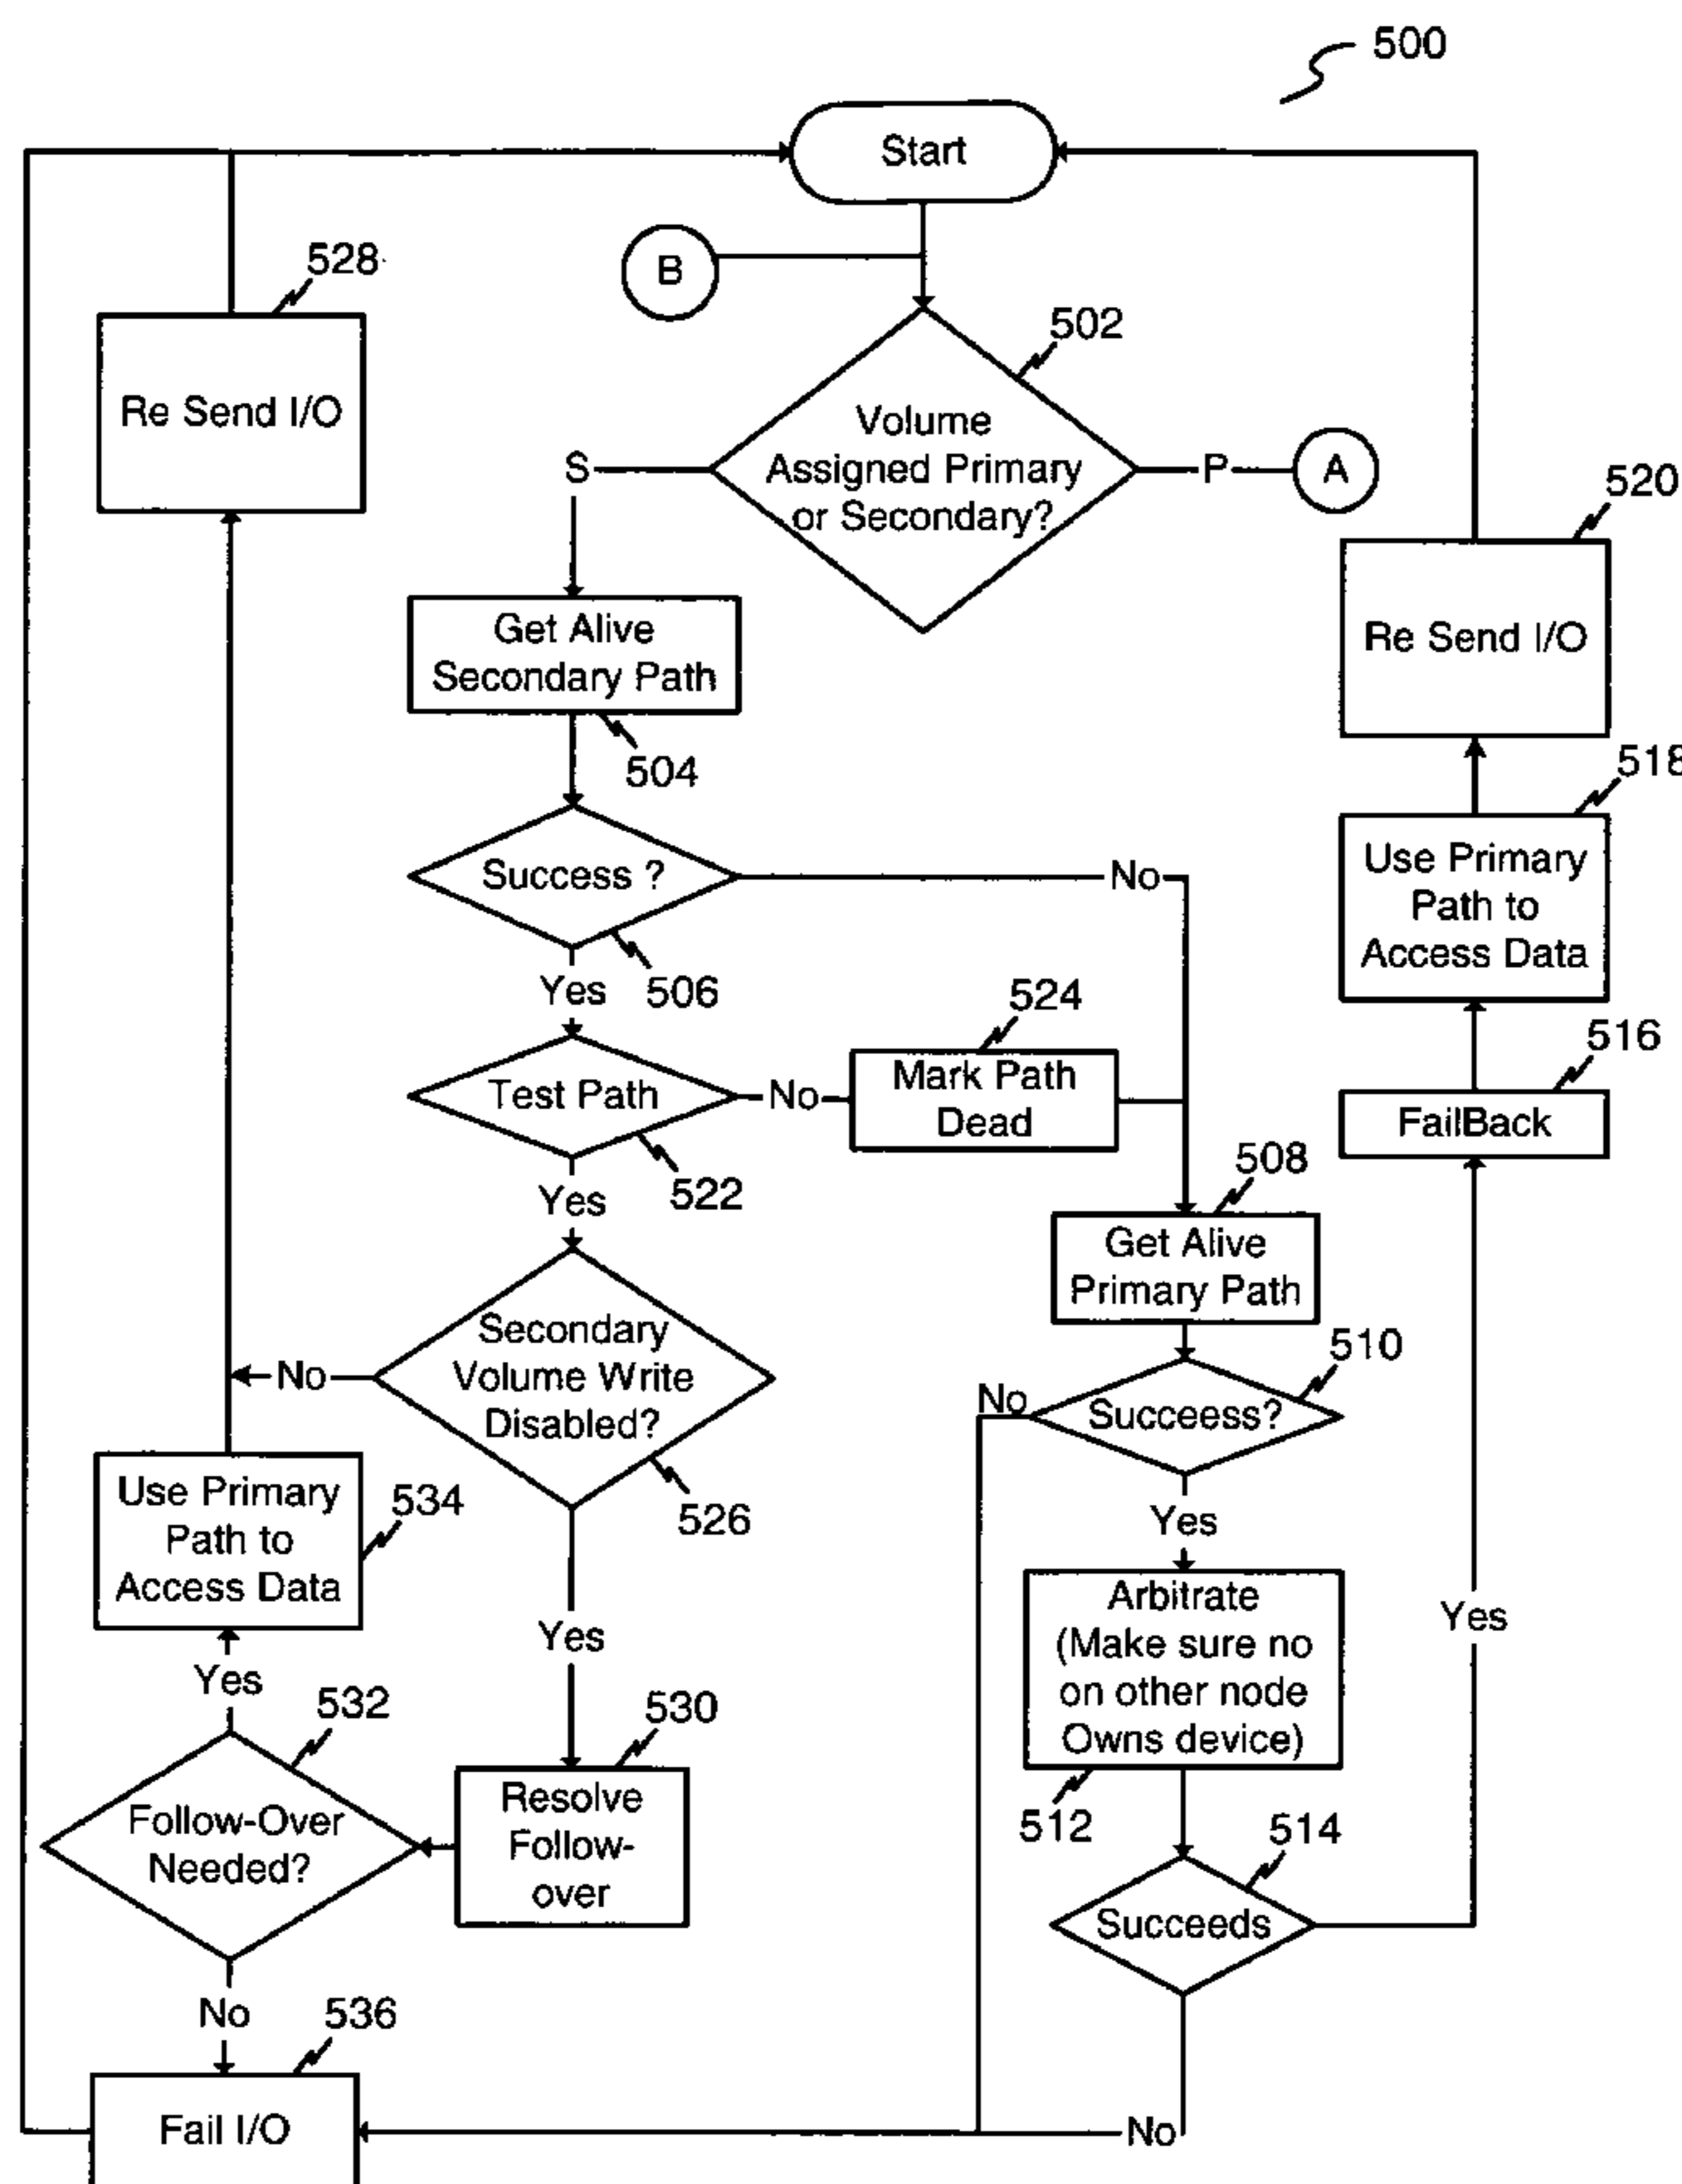 500
Start
B
528
502
Re Send I/O
Volume
Assigned Primary
or Secondary?
S
P
A
520
Get Alive
Secondary Path
504
Re Send I/O
518
Success ?
No
506
Yes
Use Primary
Path to
Access Data
524
516
Test Path
No
Mark Path
Dead
FailBack
522
Yes
508
Get Alive
Primary Path
Secondary
Volume Write
Disabled?
No
526
510
No
Succeess?
Yes
Use Primary
Path to
Access Data
534
Yes
Arbitrate
(Make sure no
on other node
Owns device)
512
Yes
Yes
532
530
Follow-Over
Needed?
Resolve
Follow-
over
514
Succeeds
No
536
Fail I/O
No